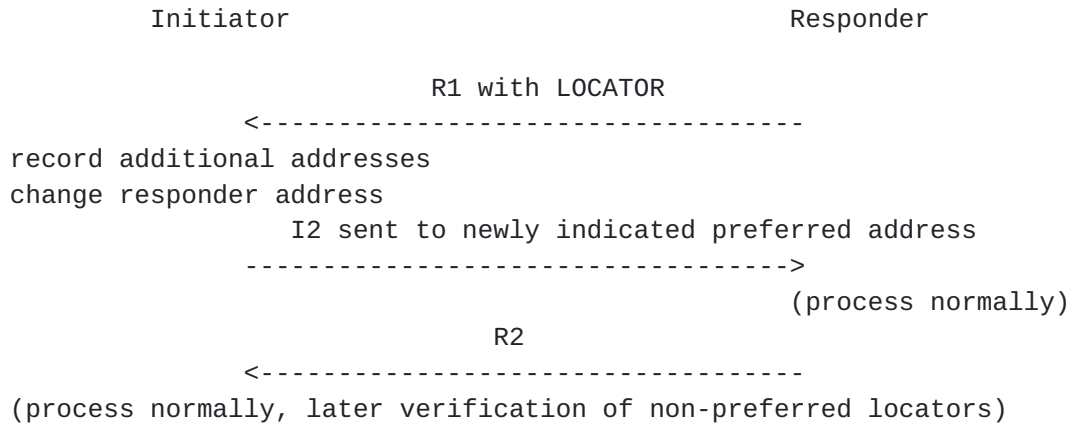 Initiator                                Responder
R1 with LOCATOR
<-----------------------------------
record additional addresses
change responder address
I2 sent to newly indicated preferred address
----------------------------------->
(process normally)
R2
<-----------------------------------
(process normally, later verification of non-preferred locators)